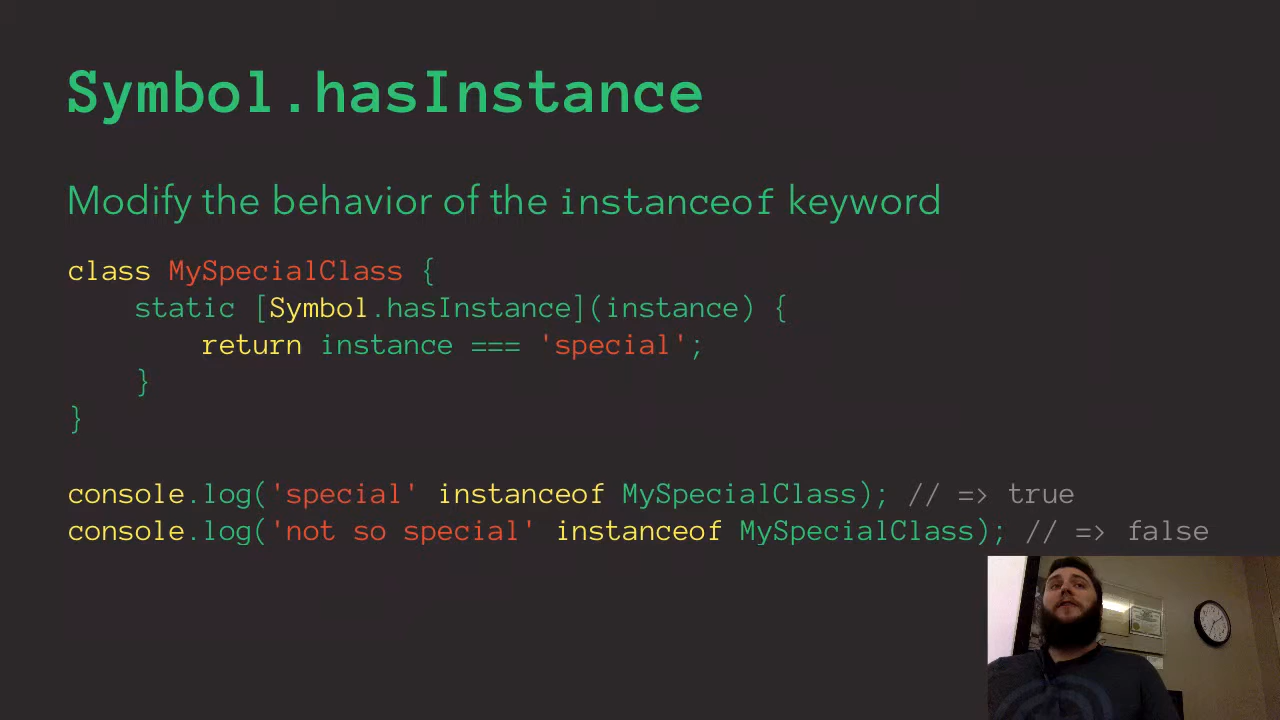 Symbol.hasInstance
Modify the behavior of the instanceof keyword
class MySpecialClass {
    static [Symbol.hasInstance](instance) {
        return instance === 'special';
    }
}
console.log('special' instanceof MySpecialClass); // => true
console.log('not so special' instanceof MySpecialClass); // => false